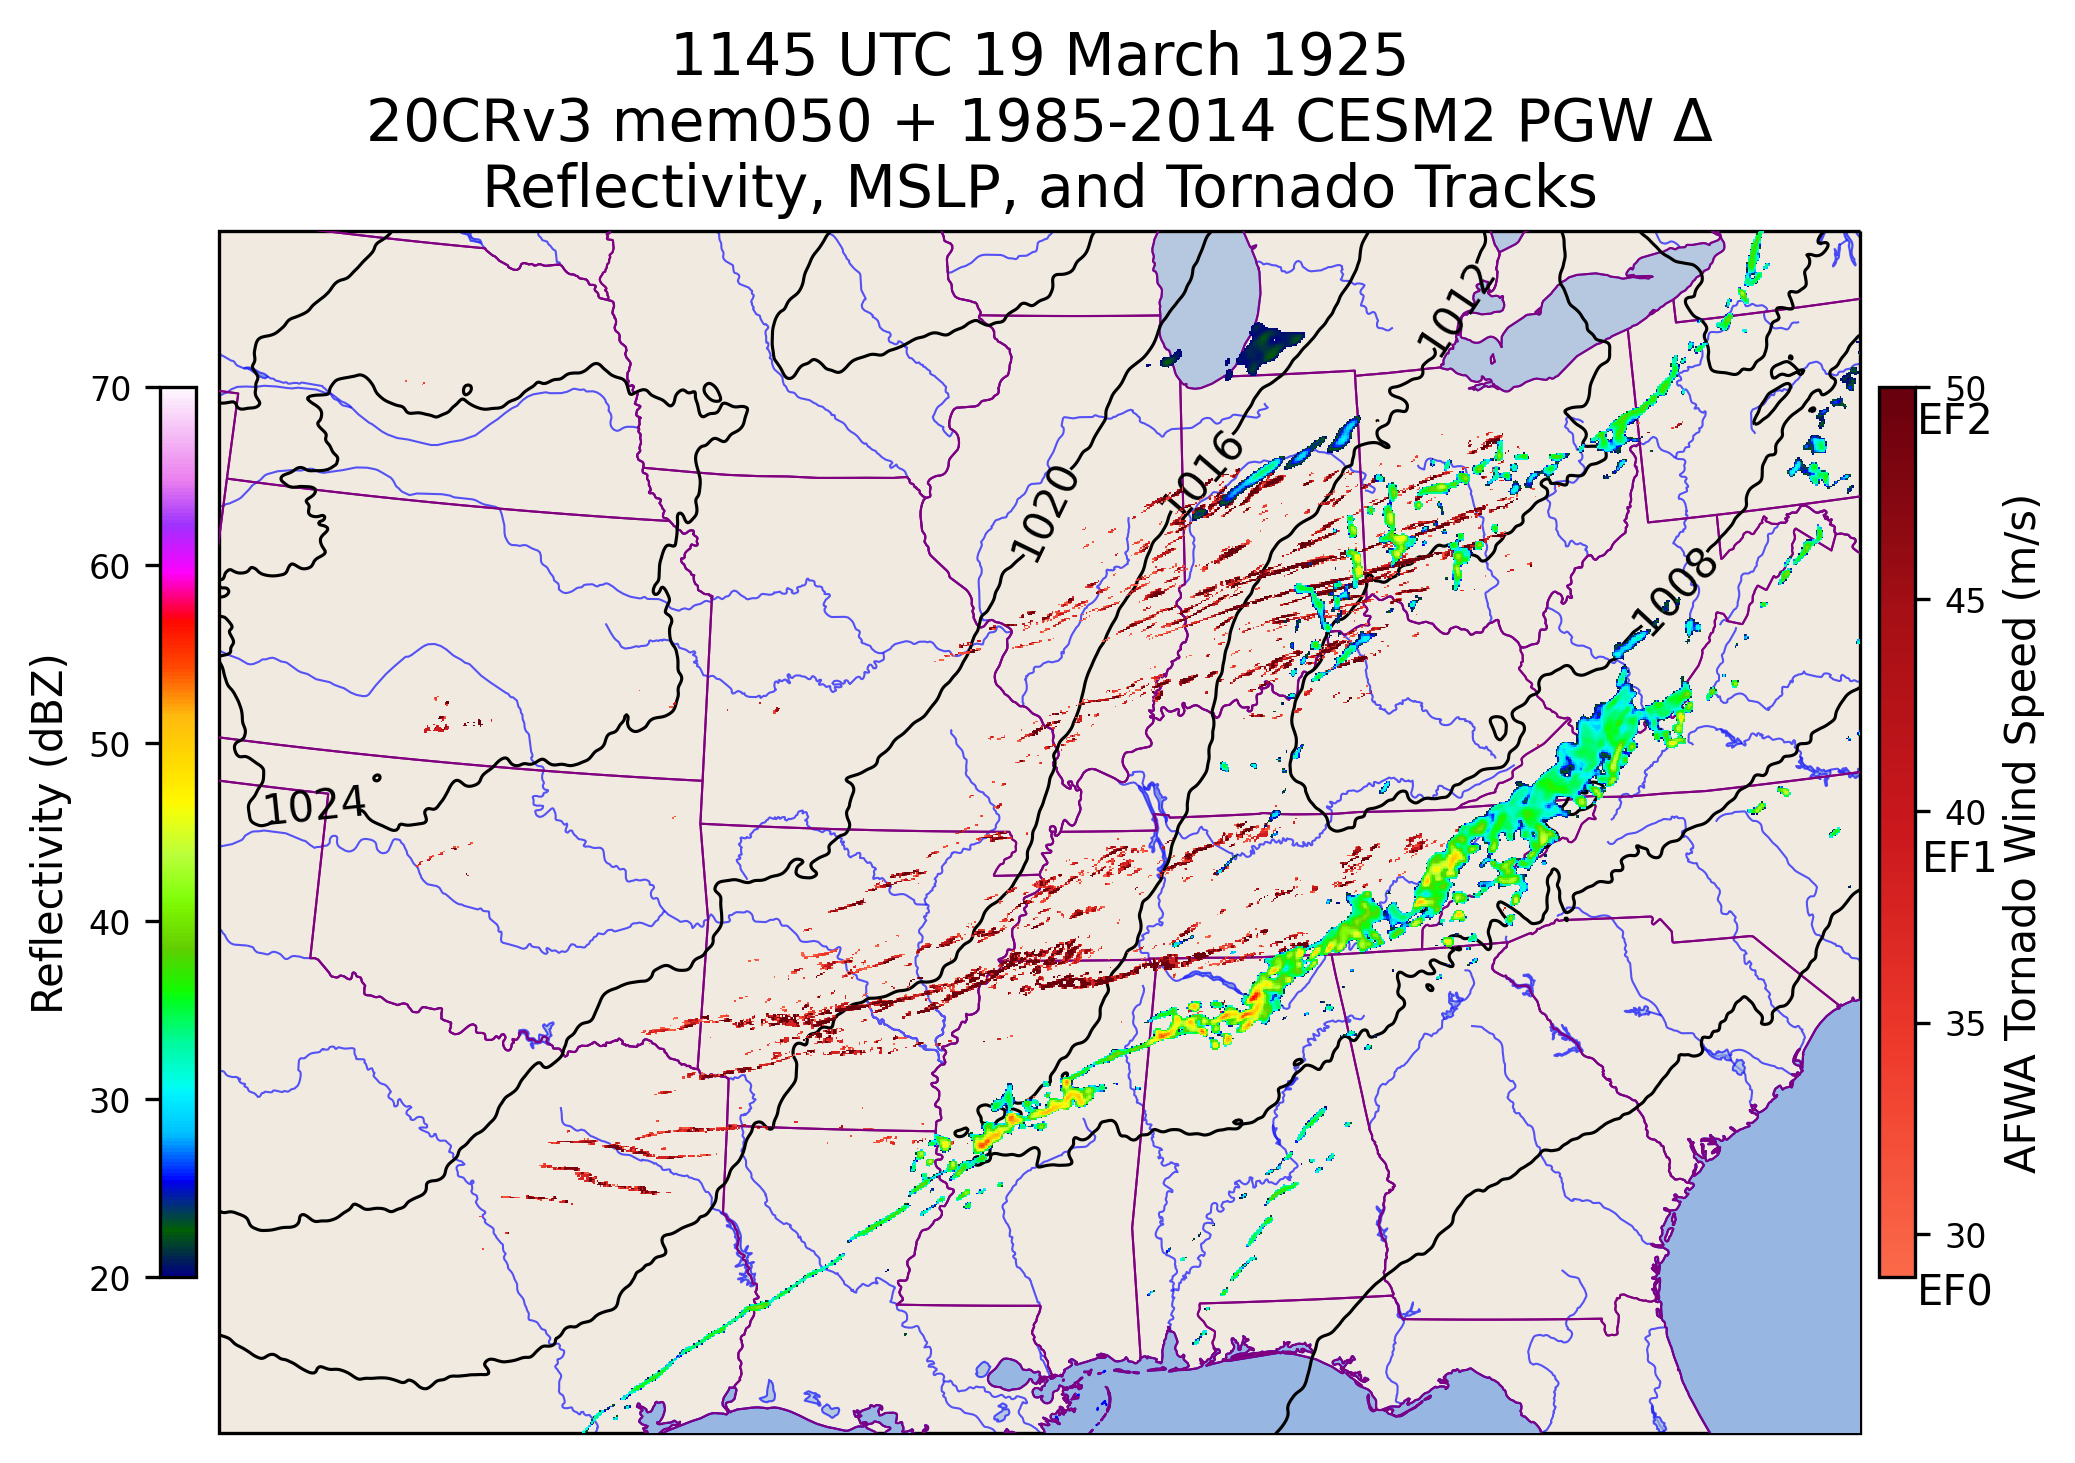 1145 UTC 19 March 1925
20CRv3 mem050 + 1985-2014 CESM2 PGW Δ
Reflectivity, MSLP, and Tornado Tracks
Reflectivity (dBZ)
70
60
50
40
30
20
1012
1016
1020
1008
1024
50
EF2
45
40
EF1
35
30
EF0
AFWA Tornado Wind Speed (m/s)